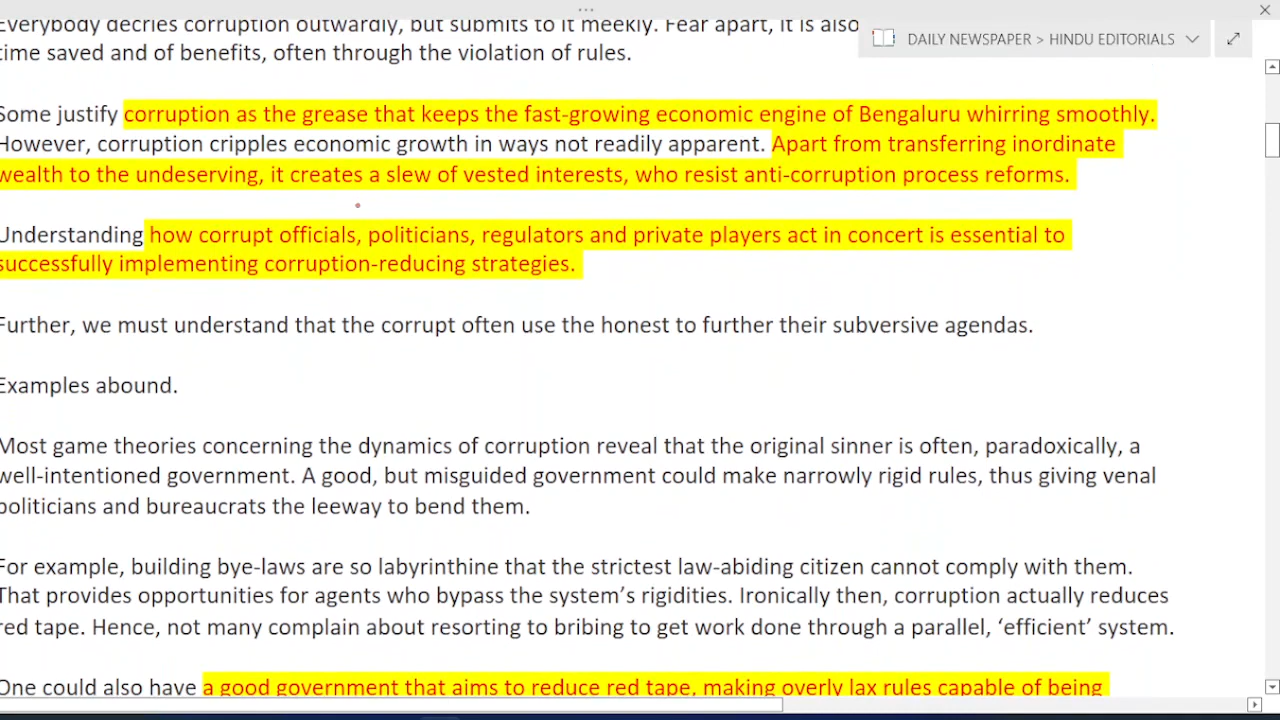 Everybody decries corruption outwardly, but submits to it meekly. Fear apart, it is also
DAILY NEWSPAPER > HINDU EDITORIALS
time saved and of benefits, often through the violation of rules.
Some justify corruption as the grease that keeps the fast-growing economic engine of Bengaluru whirring smoothly.
However, corruption cripples economic growth in ways not readily apparent. Apart from transferring inordinate
wealth to the undeserving, it creates a slew of vested interests, who resist anti-corruption process reforms.
Understanding how corrupt officials, politicians, regulators and private players act in concert is essential to
successfully implementing corruption-reducing strategies.
Further, we must understand that the corrupt often use the honest to further their subversive agendas.
Examples abound.
Most game theories concerning the dynamics of corruption reveal that the original sinner is often, paradoxically, a
well-intentioned government. A good, but misguided government could make narrowly rigid rules, thus giving venal
politicians and bureaucrats the leeway to bend them.
For example, building bye-laws are so labyrinthine that the strictest law-abiding citizen cannot comply with them.
That provides opportunities for agents who bypass the system's rigidities. Ironically then, corruption actually reduces
red tape. Hence, not many complain about resorting to bribing to get work done through a parallel, ‘efficient’ system.
One could also have a good government that aims to reduce red tape, making overly lax rules capable of being